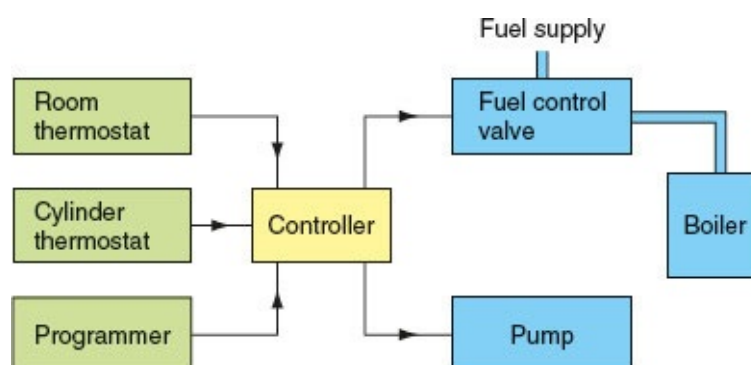 Fuel supply
Room
thermostat
Fuel control
valve
Cylinder
thermostat
Controller
Boiler
Programmer
Pump